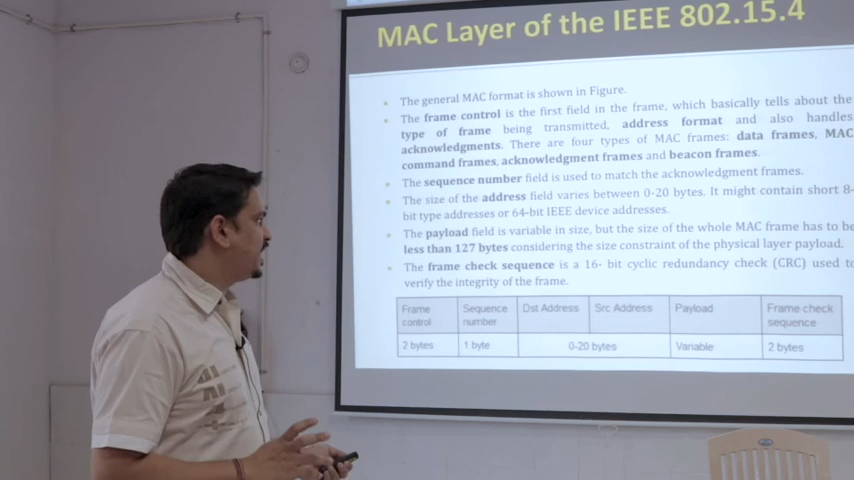 MAC Layer of the IEEE 802.15.4
The general MAC format is shown in Figure.
The frame control is the first field in the frame, which basically tells about the
type of frame being transmitted, address format and also handles
acknowledgments. There are four types of MAC frames: data frames, MAC
command frames, acknowledgment frames and beacon frames.
The sequence number field is used to match the acknowledgment frames.
The size of the address field varies between 0-20 bytes. It might contain short 8-
bit type addresses or 64-bit IEEE device addresses.
The payload field is variable in size, but the size of the whole MAC frame has to be
less than 127 bytes considering the size constraint of the physical layer payload.
The frame check sequence is a 16- bit cyclic redundancy check (CRC) used to
verify the integrity of the frame.
Frame control Sequence number Dst Address Src Address Payload Frame check sequence
2 bytes 1 byte 0-20 bytes Variable 2 bytes